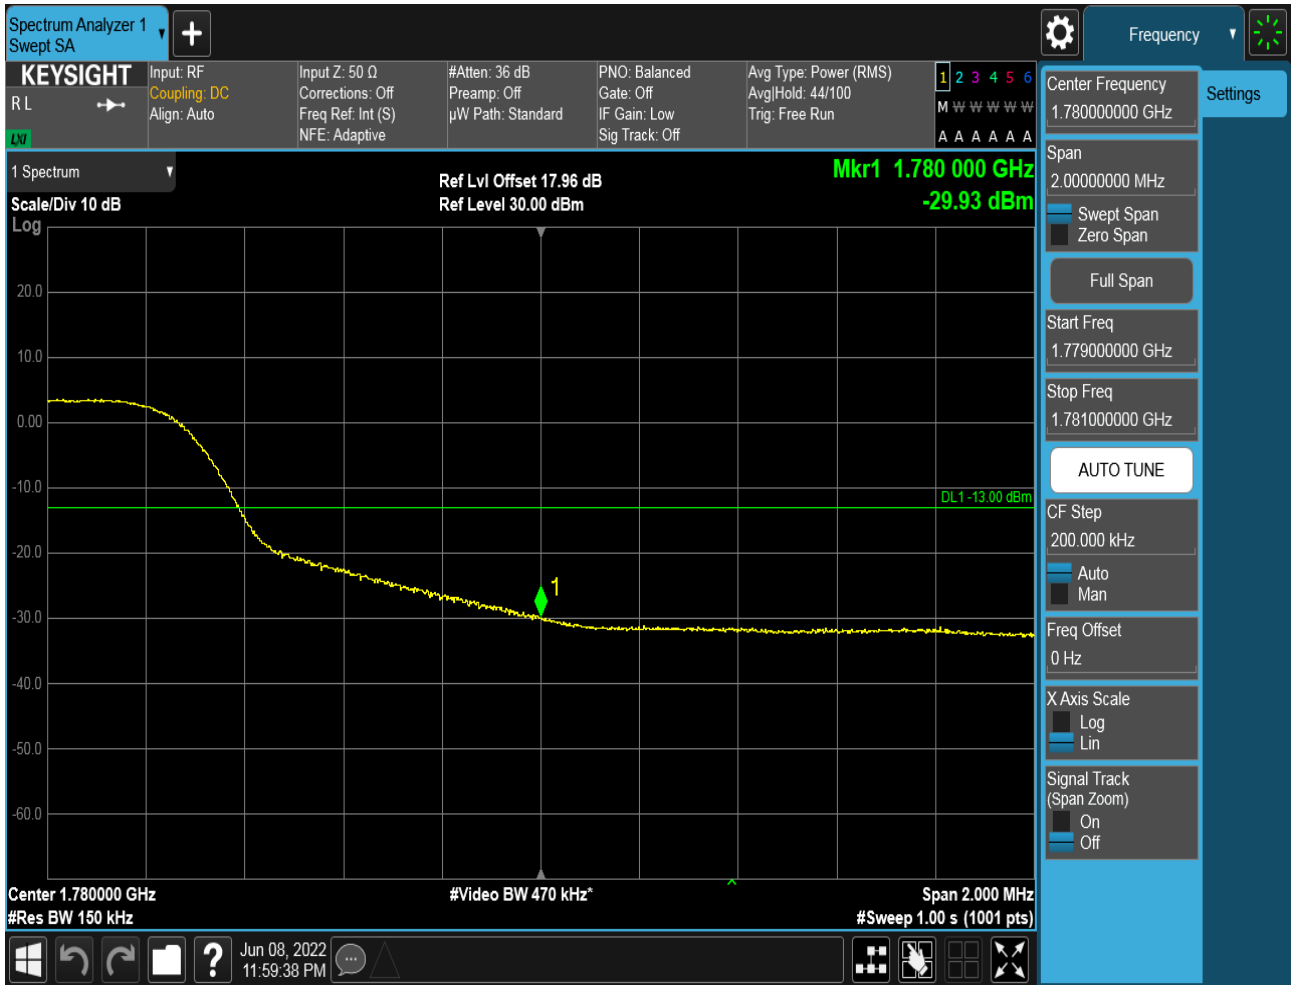 Spectrum Analyzer 1
Swept SA
Frequency
KEYSIGHT
R L
LXI
Input: RF
Coupling: DC
Align: Auto
Input Z: 50 Ω
Corrections: Off
Freq Ref: Int (S)
NFE: Adaptive
#Atten: 36 dB
Preamp: Off
µW Path: Standard
PNO: Balanced
Gate: Off
IF Gain: Low
Sig Track: Off
Avg Type: Power (RMS)
Avg|Hold: 44/100
Trig: Free Run
1 2 3 4 5 6
M W W W W W
A A A A A A
1 Spectrum
Scale/Div 10 dB
Log
Ref Lvl Offset 17.96 dB
Ref Level 30.00 dBm
Mkr1 1.780 000 GHz
-29.93 dBm
20.0
10.0
0.00
-10.0
-20.0
-30.0
-40.0
-50.0
-60.0
DL1 -13.00 dBm
1
Center 1.780000 GHz
#Res BW 150 kHz
#Video BW 470 kHz*
Span 2.000 MHz
#Sweep 1.00 s (1001 pts)
Center Frequency
1.780000000 GHz
Span
2.00000000 MHz
Swept Span
Zero Span
Full Span
Start Freq
1.779000000 GHz
Stop Freq
1.781000000 GHz
AUTO TUNE
CF Step
200.000 kHz
Auto
Man
Freq Offset
0 Hz
X Axis Scale
Log
Lin
Signal Track
(Span Zoom)
On
Off
Settings
?
Jun 08, 2022
11:59:38 PM